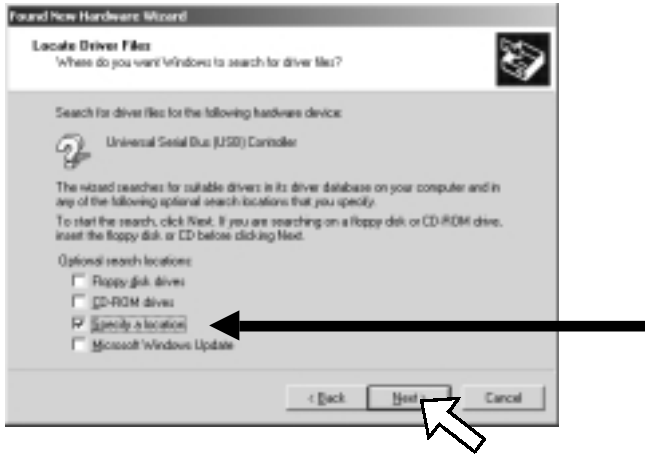 Found New Hardware Wizard
Locate Driver Files
Where do you want Windows to search for driver files?
Search for driver files for the following hardware device:
Universal Serial Bus (USB) Controller
The wizard searches for suitable drivers in its driver database on your computer and in
any of the following optional search locations that you specify.
To start the search, click Next. If you are searching on a floppy disk or CD-ROM drive,
insert the floppy disk or CD before clicking Next.
Optional search locations:
Floppy disk drives
CD-ROM drives
Specify a location
Microsoft Windows Update
< Back
Next >
Cancel